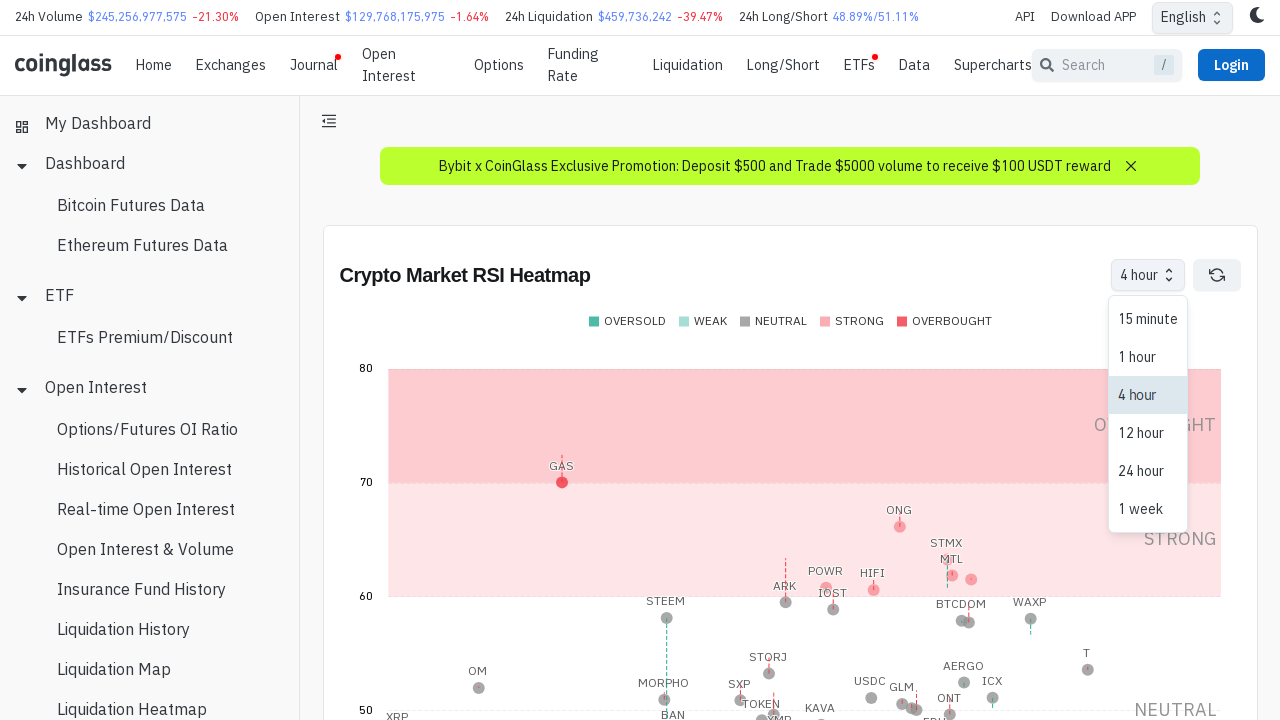 24h Volume $245,256,977,575 -21.30% Open Interest $129,768,175,975 -1.64% 24h Liquidation $459,736,242 -39.47% 24h Long/Short 48.89%/51.11% API Download APP English
coinglass Home Exchanges Journal Open Interest Options Funding Rate Liquidation Long/Short ETFs Data Supercharts Search / Login
My Dashboard
Dashboard
Bitcoin Futures Data
Ethereum Futures Data
ETF
ETFs Premium/Discount
Open Interest
Options/Futures OI Ratio
Historical Open Interest
Real-time Open Interest
Open Interest & Volume
Insurance Fund History
Liquidation History
Liquidation Map
Liquidation Heatmap
Bybit x CoinGlass Exclusive Promotion: Deposit $500 and Trade $5000 volume to receive $100 USDT reward
Crypto Market RSI Heatmap
4 hour
15 minute
1 hour
4 hour
12 hour
24 hour
1 week
OVERSOLD WEAK NEUTRAL STRONG OVERBOUGHT
80
70
GAS
ONG
STRONG
STMX
MTL
POWR
HIFI
ARK
IOST
60
STEEM
BTCDOM
WAXP
STORJ
T
AERGO
OM
MORPHO
SXP
USDC
GLM
ICX
ONT
TOKEN
KAVA
50
XRP
BAN
NEUTRAL